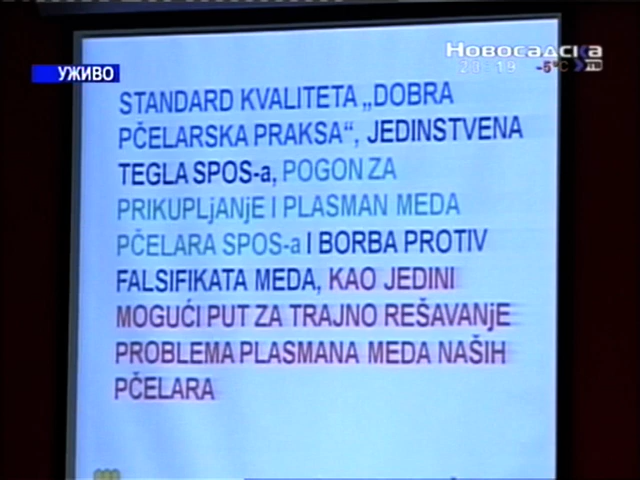 Новосадска
УЖИВО
20:19 -5°C
STANDARD KVALITETA „DOBRA
PČELARSKA PRAKSA“, JEDINSTVENA
TEGLA SPOS-a, POGON ZA
PRIKUPLjANjE I PLASMAN MEDA
PČELARA SPOS-a I BORBA PROTIV
FALSIFIKATA MEDA, KAO JEDINI
MOGUĆI PUT ZA TRAJNO REŠAVANjE
PROBLEMA PLASMANA MEDA NAŠIH
PČELARA